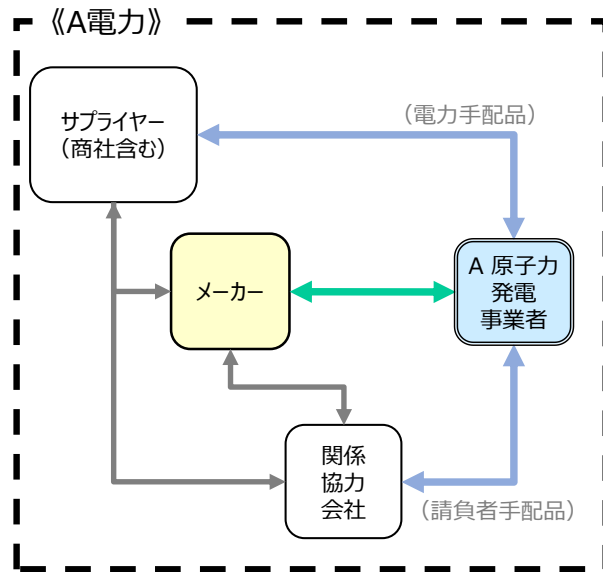 《A電力》
サプライヤー
（商社含む）
（電力手配品）
メーカー
A 原子力
発電
事業者
関係
協力
会社
（請負者手配品）